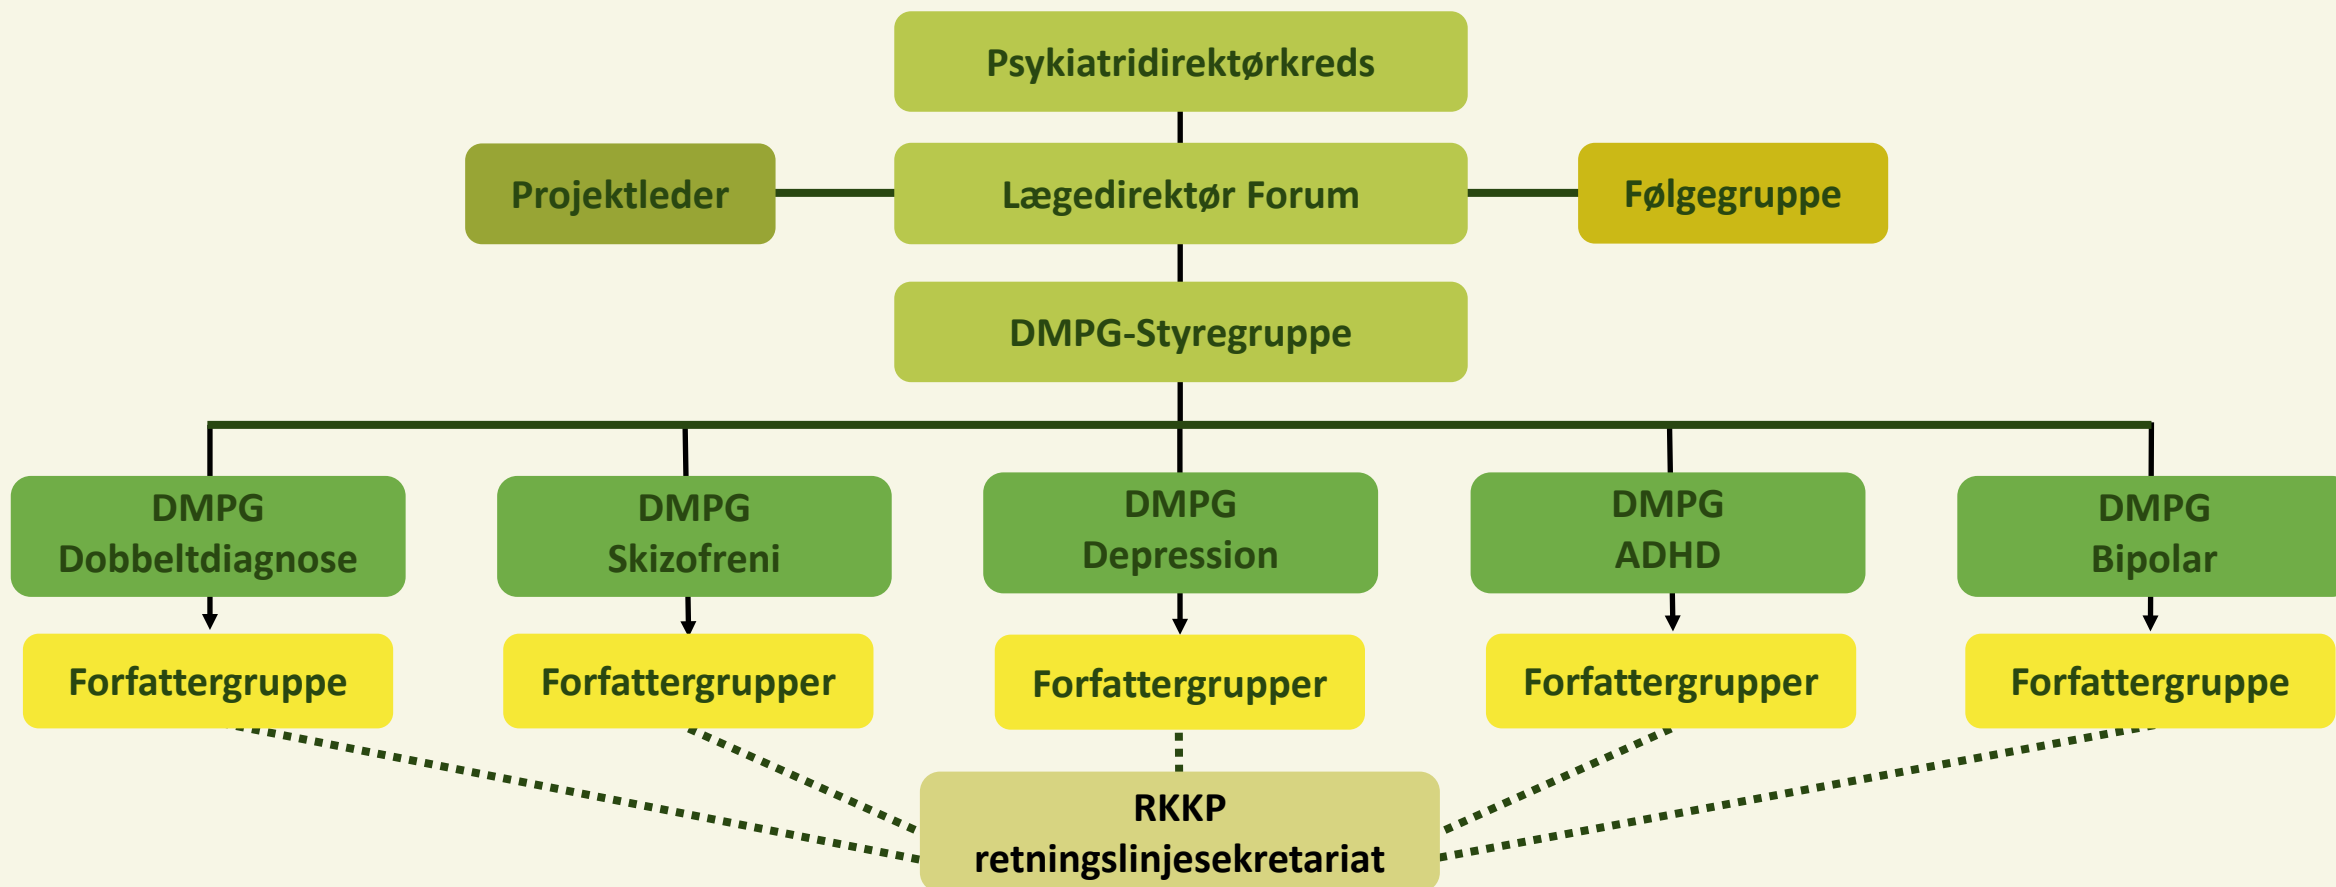 Psykiatridirektørkreds
Projektleder
Lægedirektør Forum
Følgegruppe
DMPG-Styregruppe
DMPG
Dobbeltdiagnose
DMPG
Skizofreni
DMPG
Depression
DMPG
ADHD
DMPG
Bipolar
Forfattergruppe
Forfattergrupper
Forfattergrupper
Forfattergrupper
Forfattergruppe
RKKP
retningslinjesekretariat